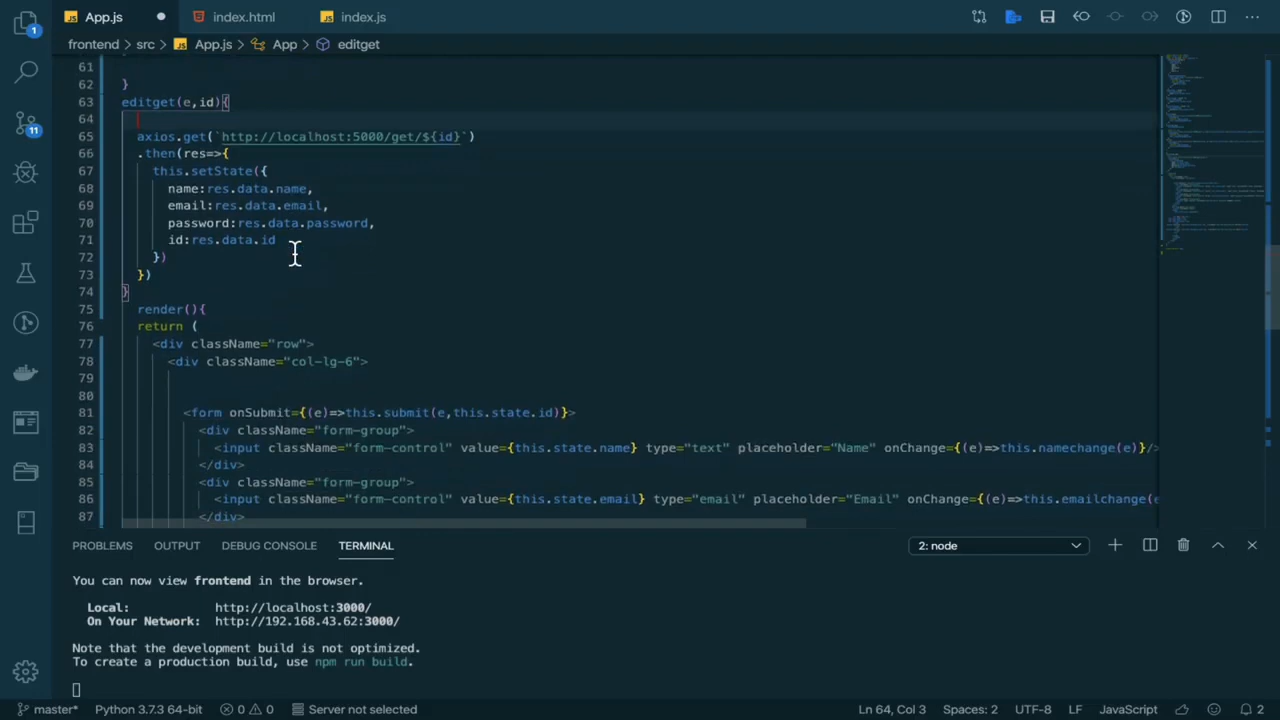 App.js
index.html
index.js
frontend > src > App.js > App > editget
61
62 }
63 editget(e,id){
64
65 axios.get(`http://localhost:5000/get/${id}`)
66 .then(res=>{
67 this.setState({
68 name:res.data.name,
69 email:res.data.email,
70 password:res.data.password,
71 id:res.data.id
72 })
73 })
74 }
75 render(){
76 return (
77 <div className="row">
78 <div className="col-lg-6">
79
80
81 <form onSubmit={(e)=>this.submit(e,this.state.id)}>
82 <div className="form-group">
83 <input className="form-control" value={this.state.name} type="text" placeholder="Name" onChange={(e)=>this.namechange(e)}/>
84 </div>
85 <div className="form-group">
86 <input className="form-control" value={this.state.email} type="email" placeholder="Email" onChange={(e)=>this.emailchange(e
87 </div>
1
11
PROBLEMS OUTPUT DEBUG CONSOLE TERMINAL 2: node
You can now view frontend in the browser.
Local: http://localhost:3000/
On Your Network: http://192.168.43.62:3000/
Note that the development build is not optimized.
To create a production build, use npm run build.
master* Python 3.7.3 64-bit 0 0 Server not selected Ln 64, Col 3 Spaces: 2 UTF-8 LF JavaScript 2